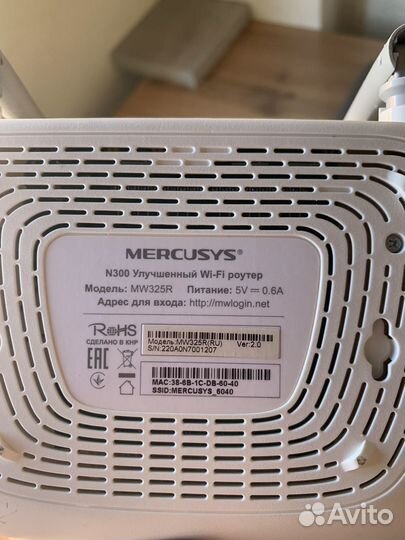 MERCUSYS®
N300 Улучшенный Wi-Fi роутер
Модель: MW325R Питание: 5V⎓0.6A
Адрес для входа: http://mwlogin.net
RoHS
СДЕЛАНО В КНР
EAC
Модель:MW325R(RU) Ver:2.0
S/N:220A0N7001207
MAC:38-6B-1C-DB-60-40
SSID:MERCUSYS_6040
Avito